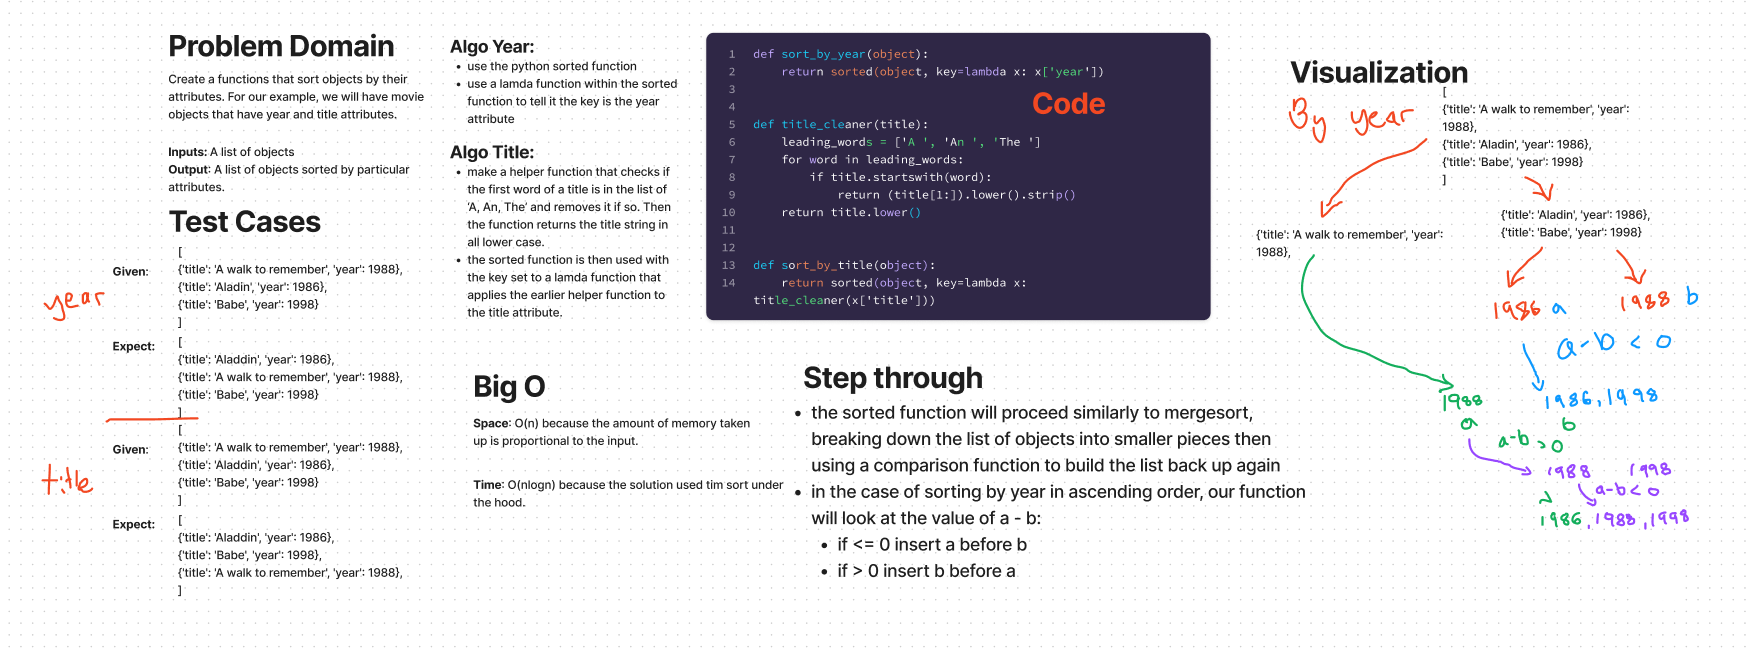 Problem Domain
Create a functions that sort objects by their
attributes. For our example, we will have movie
objects that have year and title attributes.
Inputs: A list of objects
Output: A list of objects sorted by particular
attributes.
Test Cases
year
Given:
[
{'title': 'A walk to remember', 'year': 1988},
{'title': 'Aladin', 'year': 1986},
{'title': 'Babe', 'year': 1998}
]
Expect:
[
{'title': 'Aladdin', 'year': 1986},
{'title': 'A walk to remember', 'year': 1988},
{'title': 'Babe', 'year': 1998}
]
title
Given:
[
{'title': 'A walk to remember', 'year': 1988},
{'title': 'Aladdin', 'year': 1986},
{'title': 'Babe', 'year': 1998}
]
Expect:
[
{'title': 'Aladdin', 'year': 1986},
{'title': 'Babe', 'year': 1998},
{'title': 'A walk to remember', 'year': 1988},
]
Algo Year:
• use the python sorted function
• use a lamda function within the sorted
function to tell it the key is the year
attribute
Algo Title:
• make a helper function that checks if
the first word of a title is in the list of
'A, An, The' and removes it if so. Then
the function returns the title string in
all lower case.
• the sorted function is then used with
the key set to a lamda function that
applies the earlier helper function to
the title attribute.
Code
1 def sort_by_year(object):
2 return sorted(object, key=lambda x: x['year'])
3
4
5 def title_cleaner(title):
6 leading_words = ['A ', 'An ', 'The ']
7 for word in leading_words:
8 if title.startswith(word):
9 return (title[1:]).lower().strip()
10 return title.lower()
11
12
13 def sort_by_title(object):
14 return sorted(object, key=lambda x:
title_cleaner(x['title']))
Big O
Space: O(n) because the amount of memory taken
up is proportional to the input.
Time: O(nlogn) because the solution used tim sort under
the hood.
Step through
• the sorted function will proceed similarly to mergesort,
breaking down the list of objects into smaller pieces then
using a comparison function to build the list back up again
• in the case of sorting by year in ascending order, our function
will look at the value of a - b:
• if <= 0 insert a before b
• if > 0 insert b before a
Visualization
By year
[
{'title': 'A walk to remember', 'year':
1988},
{'title': 'Aladin', 'year': 1986},
{'title': 'Babe', 'year': 1998}
]
{'title': 'A walk to remember', 'year':
1988},
{'title': 'Aladin', 'year': 1986},
{'title': 'Babe', 'year': 1998}
1986 a 1988 b
a-b < 0
1988 1986, 1998
a b
a-b > 0
1988 1998
a-b < 0
1986, 1988, 1998